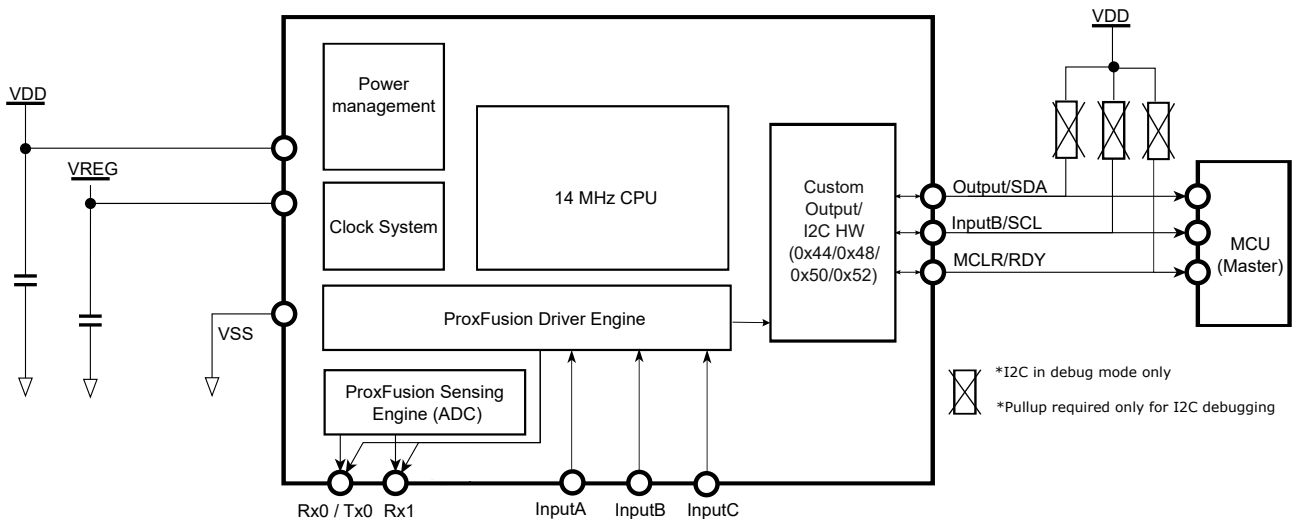 VDD
VREG
VSS
Power
management
Clock System
14 MHz CPU
ProxFusion Driver Engine
ProxFusion Sensing
Engine (ADC)
Custom
Output/
I2C HW
(0x44/0x48/
0x50/0x52)
Rx0 / Tx0
Rx1
InputA
InputB
InputC
VDD
Output/SDA
InputB/SCL
MCLR/RDY
MCU
(Master)
*I2C in debug mode only
*Pullup required only for I2C debugging